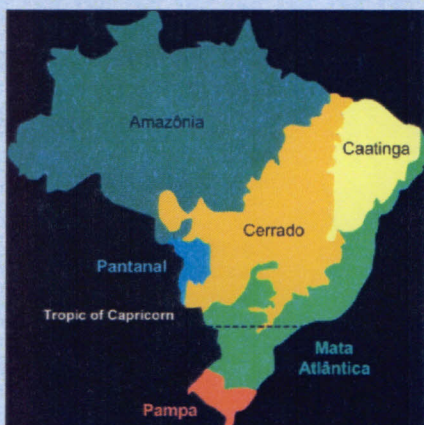 Amazônia
Caatinga
Cerrado
Pantanal
Tropic of Capricorn
Mata
Atlântica
Pampa